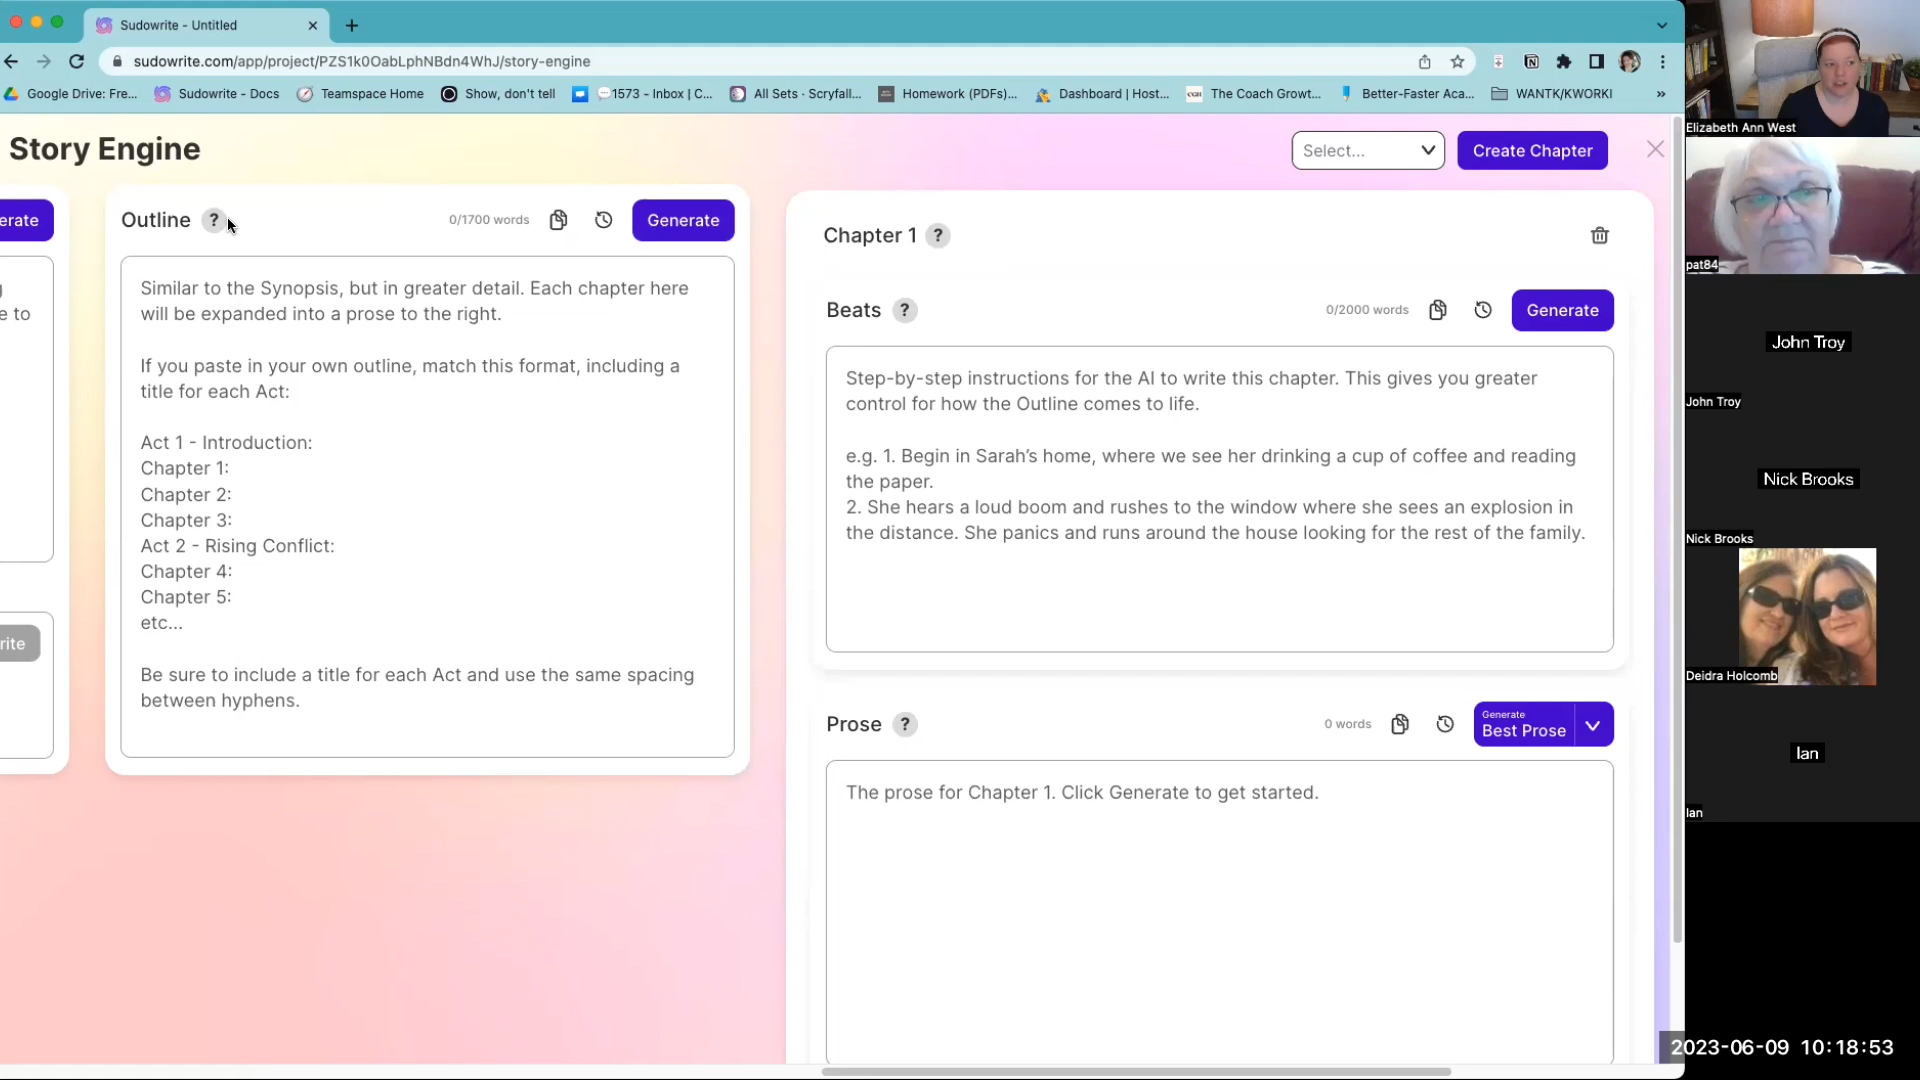 Sudowrite - Untitled
sudowrite.com/app/project/PZS1k0OabLphNBdn4WhJ/story-engine
Google Drive: Fre...
Sudowrite - Docs
Teamspace Home
Show, don't tell
1573 - Inbox | C...
All Sets - Scryfall...
Homework (PDFs)...
Dashboard | Host...
The Coach Growt...
Better-Faster Aca...
WANTK/KWORKI
»
Story Engine
Select...
Create Chapter
erate
e to
rite
Outline ?
0/1700 words
Generate
Similar to the Synopsis, but in greater detail. Each chapter here
will be expanded into a prose to the right.
If you paste in your own outline, match this format, including a
title for each Act:
Act 1 - Introduction:
Chapter 1:
Chapter 2:
Chapter 3:
Act 2 - Rising Conflict:
Chapter 4:
Chapter 5:
etc...
Be sure to include a title for each Act and use the same spacing
between hyphens.
Chapter 1 ?
Beats ?
0/2000 words
Generate
Step-by-step instructions for the AI to write this chapter. This gives you greater
control for how the Outline comes to life.
e.g. 1. Begin in Sarah's home, where we see her drinking a cup of coffee and reading
the paper.
2. She hears a loud boom and rushes to the window where she sees an explosion in
the distance. She panics and runs around the house looking for the rest of the family.
Prose ?
0 words
Generate
Best Prose
The prose for Chapter 1. Click Generate to get started.
Elizabeth Ann West
pat84
John Troy
John Troy
Nick Brooks
Nick Brooks
Deidra Holcomb
Ian
Ian
2023-06-09 10:18:53